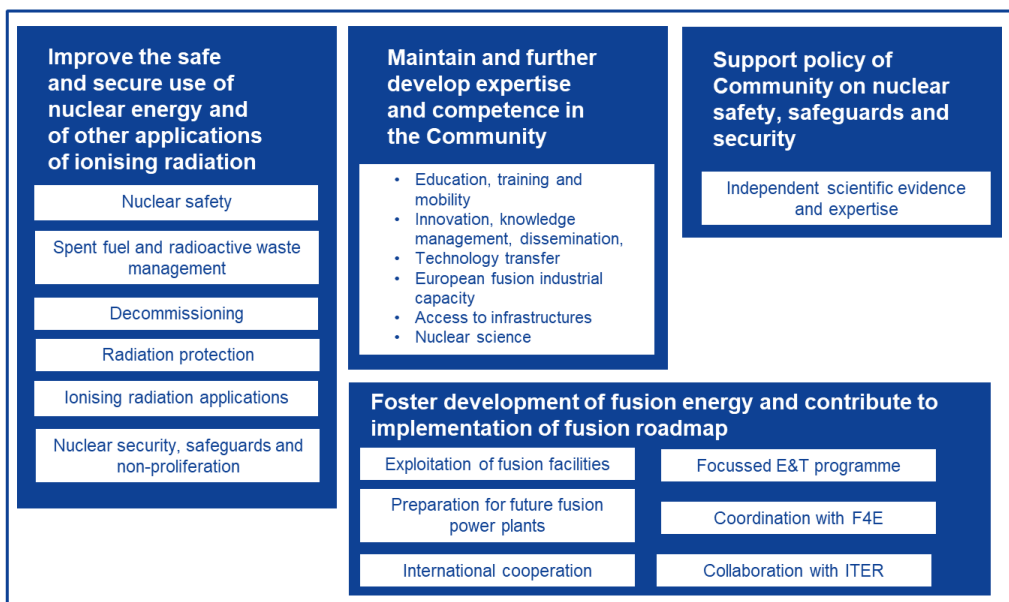 Improve the safe
and secure use of
nuclear energy and
of other applications
of ionising radiation
Nuclear safety
Spent fuel and radioactive waste
management
Decommissioning
Radiation protection
Ionising radiation applications
Nuclear security, safeguards and
non-proliferation
Maintain and further
develop expertise
and competence in
the Community
• Education, training and
mobility
• Innovation, knowledge
management, dissemination,
• Technology transfer
• European fusion industrial
capacity
• Access to infrastructures
• Nuclear science
Support policy of
Community on nuclear
safety, safeguards and
security
Independent scientific evidence
and expertise
Foster development of fusion energy and contribute to
implementation of fusion roadmap
Exploitation of fusion facilities
Preparation for future fusion
power plants
International cooperation
Focussed E&T programme
Coordination with F4E
Collaboration with ITER